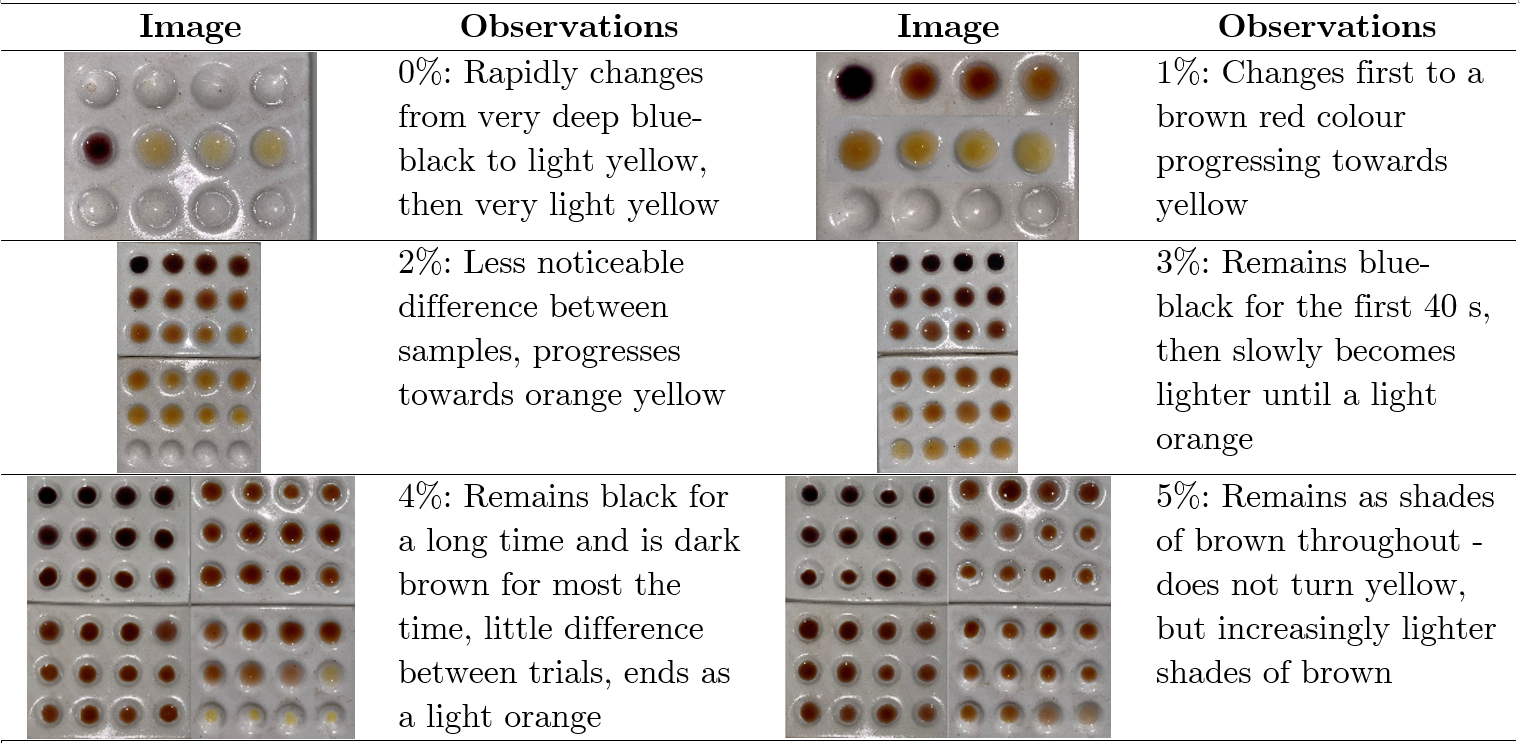 Image Observations Image Observations
0%: Rapidly changes
from very deep blue-
black to light yellow,
then very light yellow
1%: Changes first to a
brown red colour
progressing towards
yellow
2%: Less noticeable
difference between
samples, progresses
towards orange yellow
3%: Remains blue-
black for the first 40 s,
then slowly becomes
lighter until a light
orange
4%: Remains black for
a long time and is dark
brown for most the
time, little difference
between trials, ends as
a light orange
5%: Remains as shades
of brown throughout -
does not turn yellow,
but increasingly lighter
shades of brown